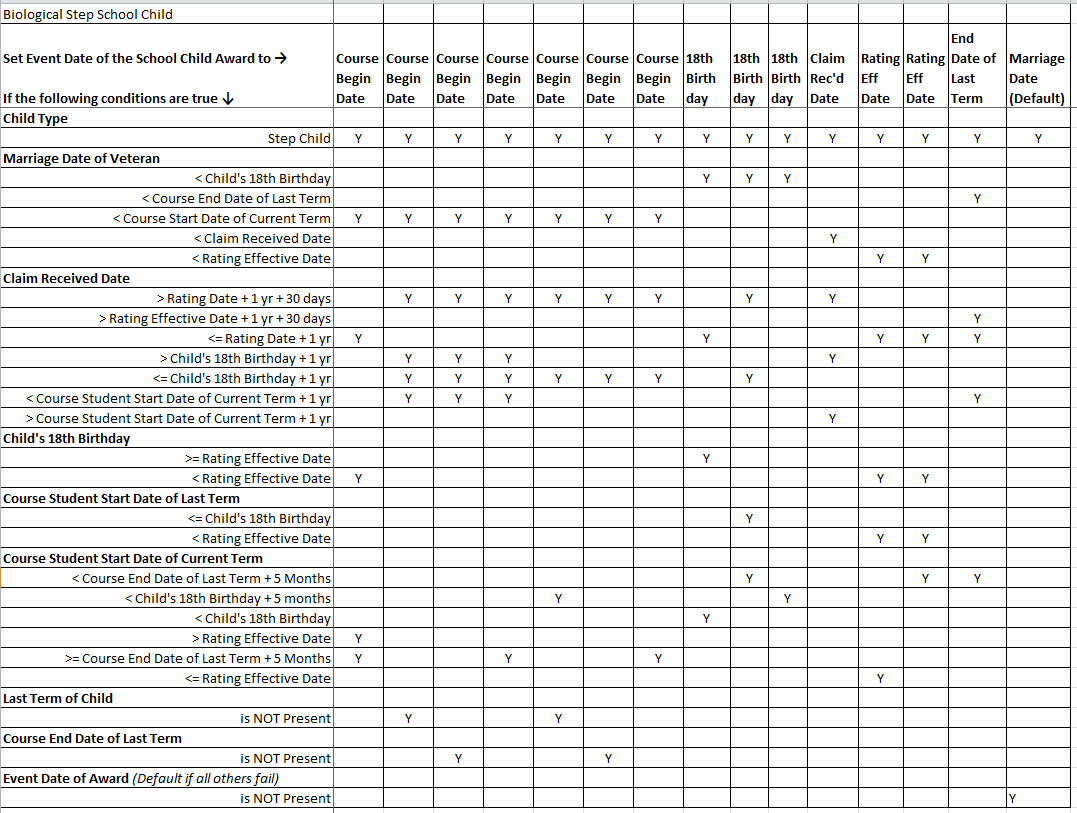 Biological Step School Child
End
Set Event Date of the School Child Award to → Course Course Course Course Course Course Course 18th 18th 18th Claim Rating Rating Date of Marriage
Begin Begin Begin Begin Begin Begin Begin Birth Birth Birth Rec'd Eff Eff Last Date
If the following conditions are true ↓ Date Date Date Date Date Date Date day day day Date Date Date Term (Default)
Child Type
Step Child Y Y Y Y Y Y Y Y Y Y Y Y Y Y Y
Marriage Date of Veteran
< Child's 18th Birthday Y Y Y
< Course End Date of Last Term Y
< Course Start Date of Current Term Y Y Y Y Y Y Y
< Claim Received Date Y
< Rating Effective Date Y Y
Claim Received Date
> Rating Date + 1 yr + 30 days Y Y Y Y Y Y Y Y
> Rating Effective Date + 1 yr + 30 days Y
<= Rating Date + 1 yr Y Y Y Y Y
> Child's 18th Birthday + 1 yr Y Y Y Y
<= Child's 18th Birthday + 1 yr Y Y Y Y Y Y Y
< Course Student Start Date of Current Term + 1 yr Y Y Y Y
> Course Student Start Date of Current Term + 1 yr Y
Child's 18th Birthday
>= Rating Effective Date Y
< Rating Effective Date Y Y Y
Course Student Start Date of Last Term
<= Child's 18th Birthday Y
< Rating Effective Date Y Y
Course Student Start Date of Current Term
< Course End Date of Last Term + 5 Months Y Y Y
< Child's 18th Birthday + 5 months Y Y
< Child's 18th Birthday Y
> Rating Effective Date Y
>= Course End Date of Last Term + 5 Months Y Y Y
<= Rating Effective Date Y
Last Term of Child
is NOT Present Y Y
Course End Date of Last Term
is NOT Present Y Y
Event Date of Award (Default if all others fail)
is NOT Present Y